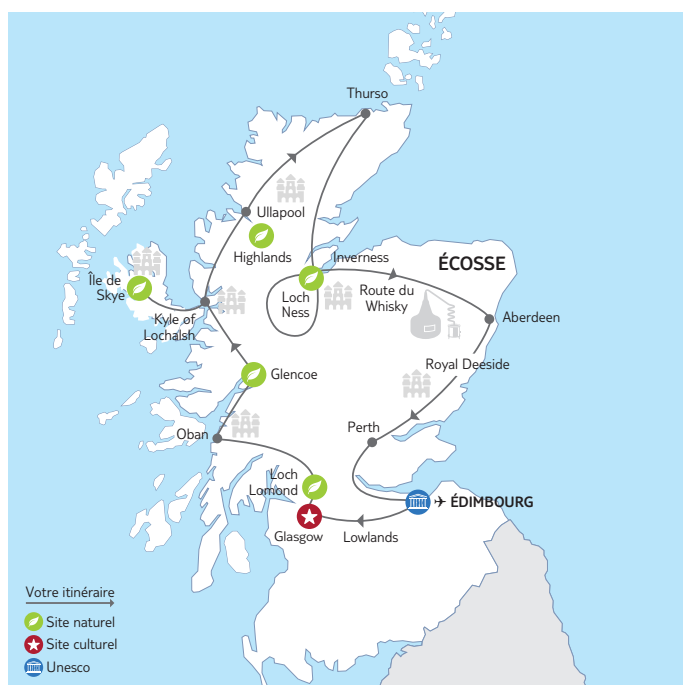 Thurso
Ullapool
Highlands
Inverness
ÉCOSSE
Île de
Skye
Loch
Ness
Route du
Whisky
Kyle of
Lochalsh
Aberdeen
Royal Deeside
Glencoe
Perth
Oban
Loch
Lomond
ÉDIMBOURG
Glasgow
Lowlands
Votre itinéraire
Site naturel
Site culturel
Unesco